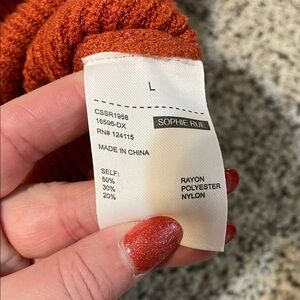 L
CSSR1958
16596-DX
SOPHIE RUE
RN# 124115
MADE IN CHINA
SELF:
50% RAYON
30% POLYESTER
20% NYLON